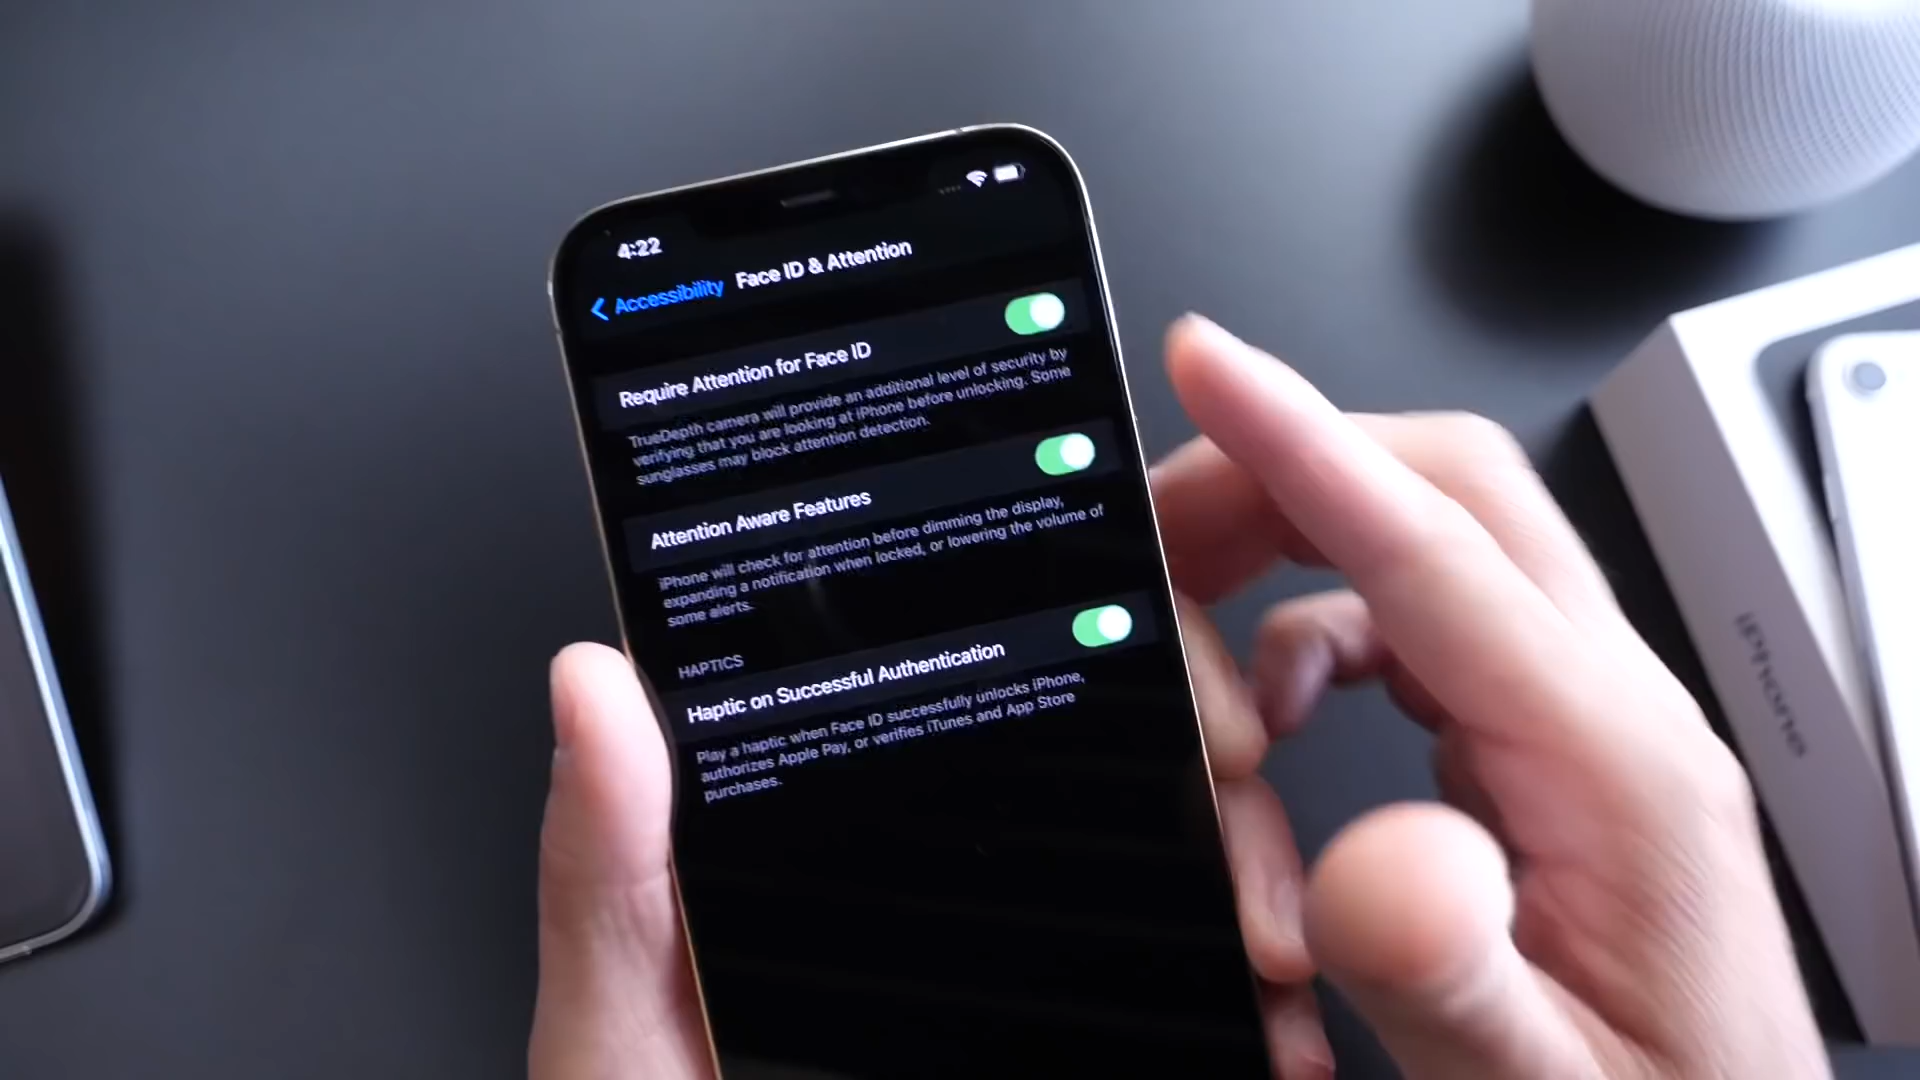 4:22
Accessibility
Face ID & Attention
Require Attention for Face ID
TrueDepth camera will provide an additional level of security by
verifying that you are looking at iPhone before unlocking. Some
sunglasses may block attention detection.
Attention Aware Features
iPhone will check for attention before dimming the display,
expanding a notification when locked, or lowering the volume of
some alerts.
HAPTICS
Haptic on Successful Authentication
Play a haptic when Face ID successfully unlocks iPhone,
authorizes Apple Pay, or verifies iTunes and App Store
purchases.
iPhone